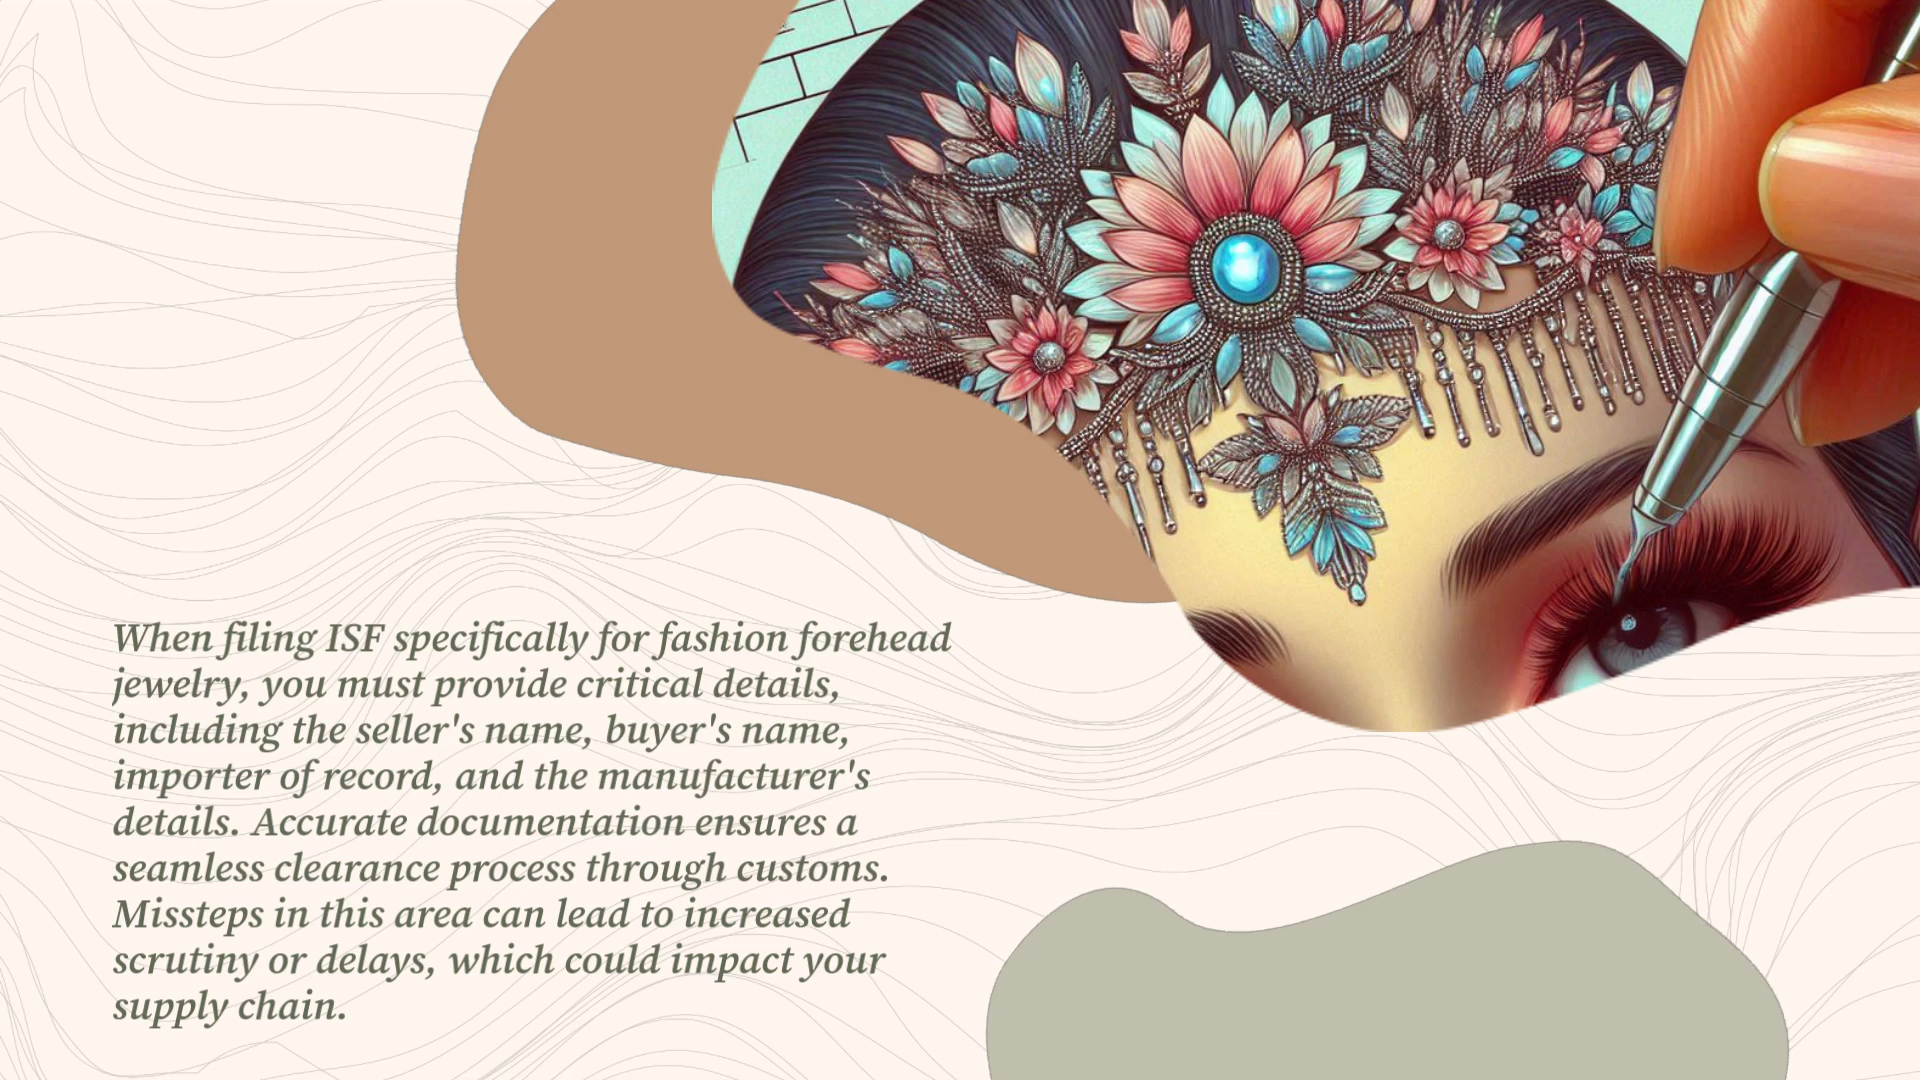 When filing ISF specifically for fashion forehead
jewelry, you must provide critical details,
including the seller's name, buyer's name,
importer of record, and the manufacturer's
details. Accurate documentation ensures a
seamless clearance process through customs.
Missteps in this area can lead to increased
scrutiny or delays, which could impact your
supply chain.